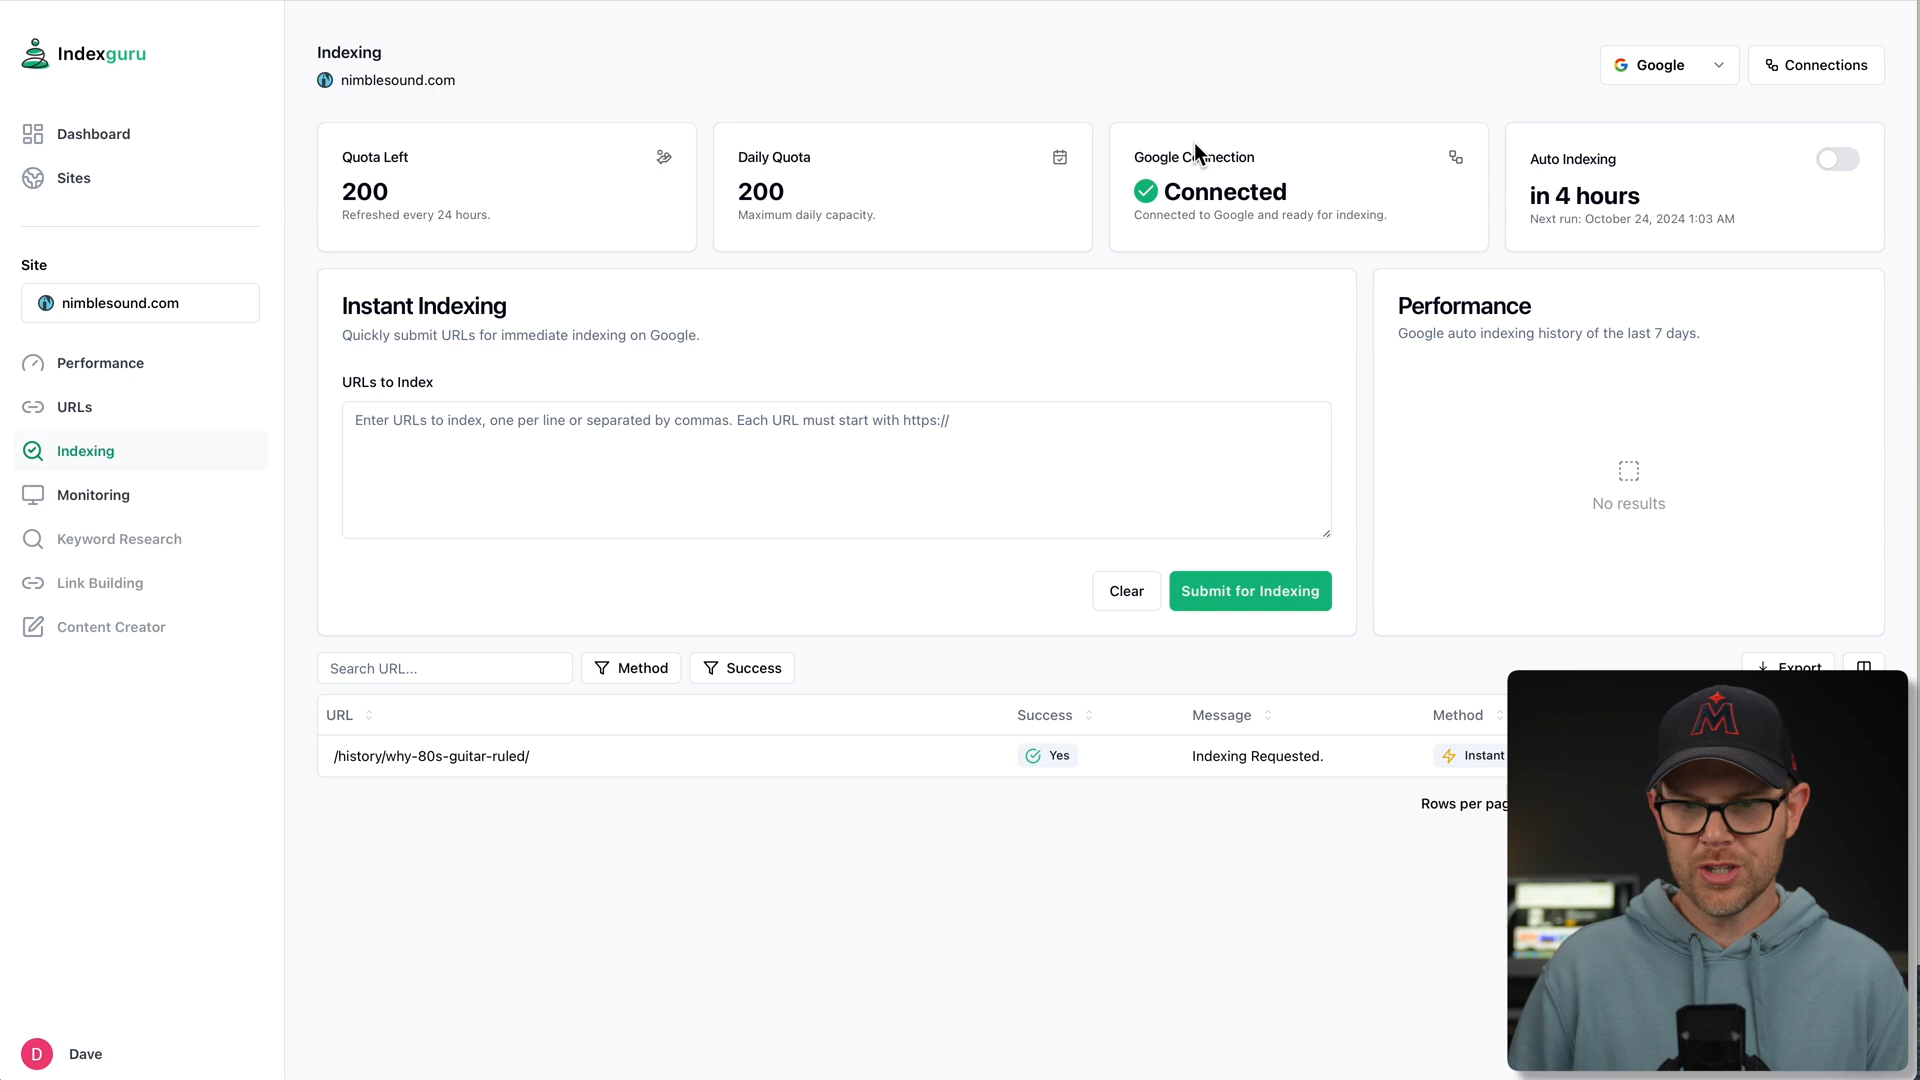 Indexguru
Dashboard
Sites
Site
nimblesound.com
Performance
URLs
Indexing
Monitoring
Keyword Research
Link Building
Content Creator
D Dave
Indexing
nimblesound.com
Google
Connections
Quota Left
200
Refreshed every 24 hours.
Daily Quota
200
Maximum daily capacity.
Google Connection
Connected
Connected to Google and ready for indexing.
Auto Indexing
in 4 hours
Next run: October 24, 2024 1:03 AM
Instant Indexing
Quickly submit URLs for immediate indexing on Google.
URLs to Index
Enter URLs to index, one per line or separated by commas. Each URL must start with https://
Clear
Submit for Indexing
Performance
Google auto indexing history of the last 7 days.
No results
Search URL...
Method
Success
Export
URL Success Message Method
/history/why-80s-guitar-ruled/ Yes Indexing Requested. Instant
Rows per pag
M